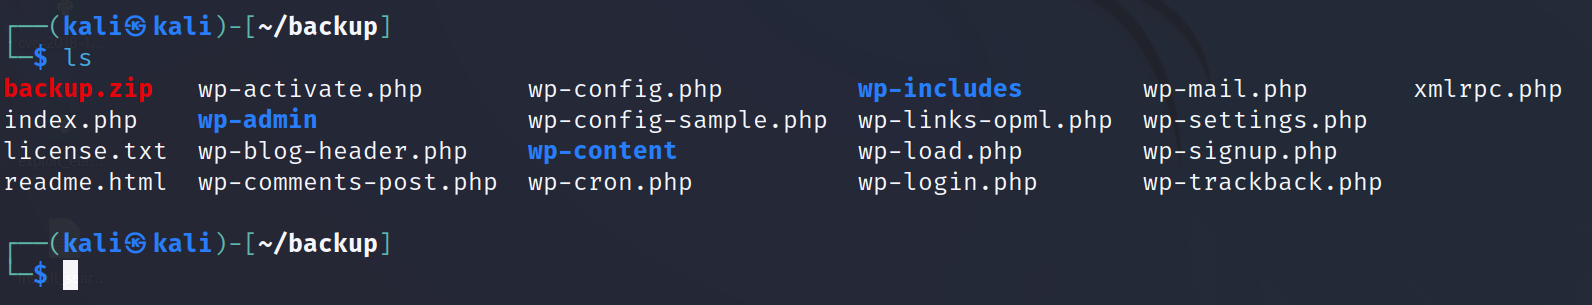 ┌──(kali㉿kali)-[~/backup]
└─$ ls
backup.zip  wp-activate.php  wp-config.php  wp-includes  wp-mail.php  xmlrpc.php
index.php  wp-admin  wp-config-sample.php  wp-links-opml.php  wp-settings.php
license.txt  wp-blog-header.php  wp-content  wp-load.php  wp-signup.php
readme.html  wp-comments-post.php  wp-cron.php  wp-login.php  wp-trackback.php
┌──(kali㉿kali)-[~/backup]
└─$